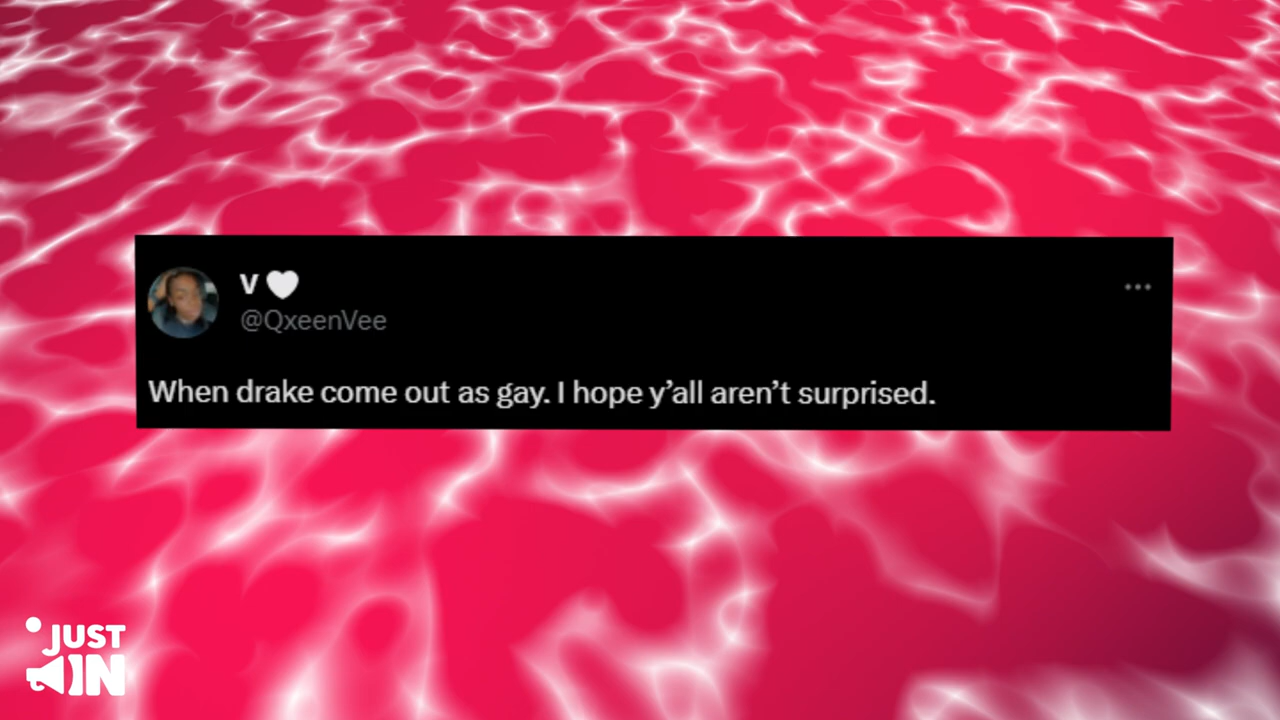 V 🤍
@QxeenVee
When drake come out as gay. I hope y’all aren’t surprised.
JUST
IN